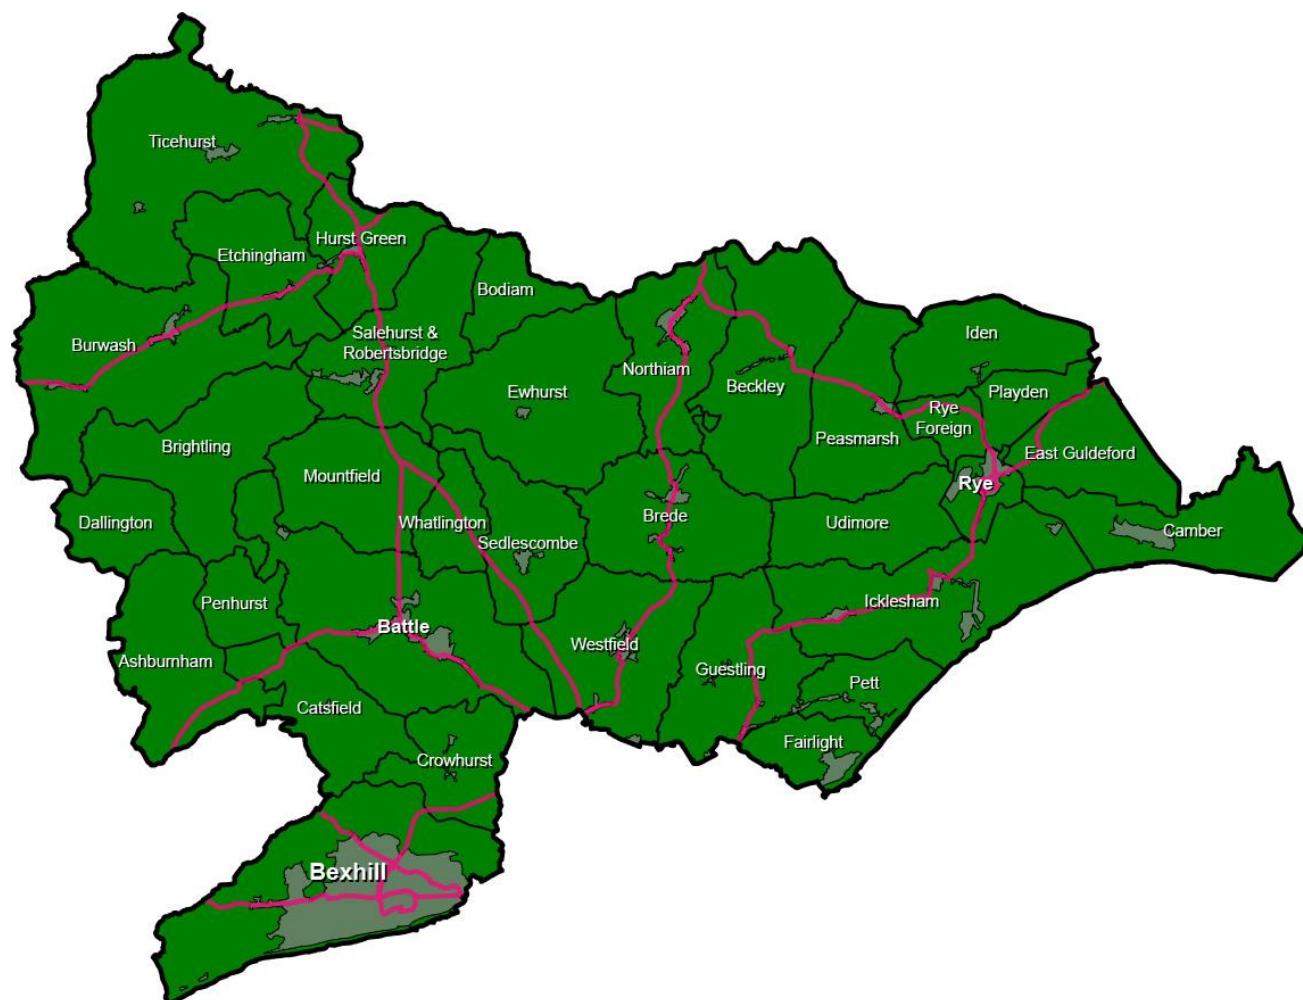 Ticehurst
Hurst Green
Etchingham
Bodiam
Salehurst &
Robertsbridge
Burwash
Iden
Northiam
Beckley
Playden
Ewhurst
Rye
Foreign
Peasmarsh
Brightling
East Guldeford
Mountfield
Rye
Brede
Dallington
Whatlington
Udimore
Camber
Sedlescombe
Penhurst
Icklesham
Battle
Westfield
Ashburnham
Guestling
Pett
Catsfield
Fairlight
Crowhurst
Bexhill